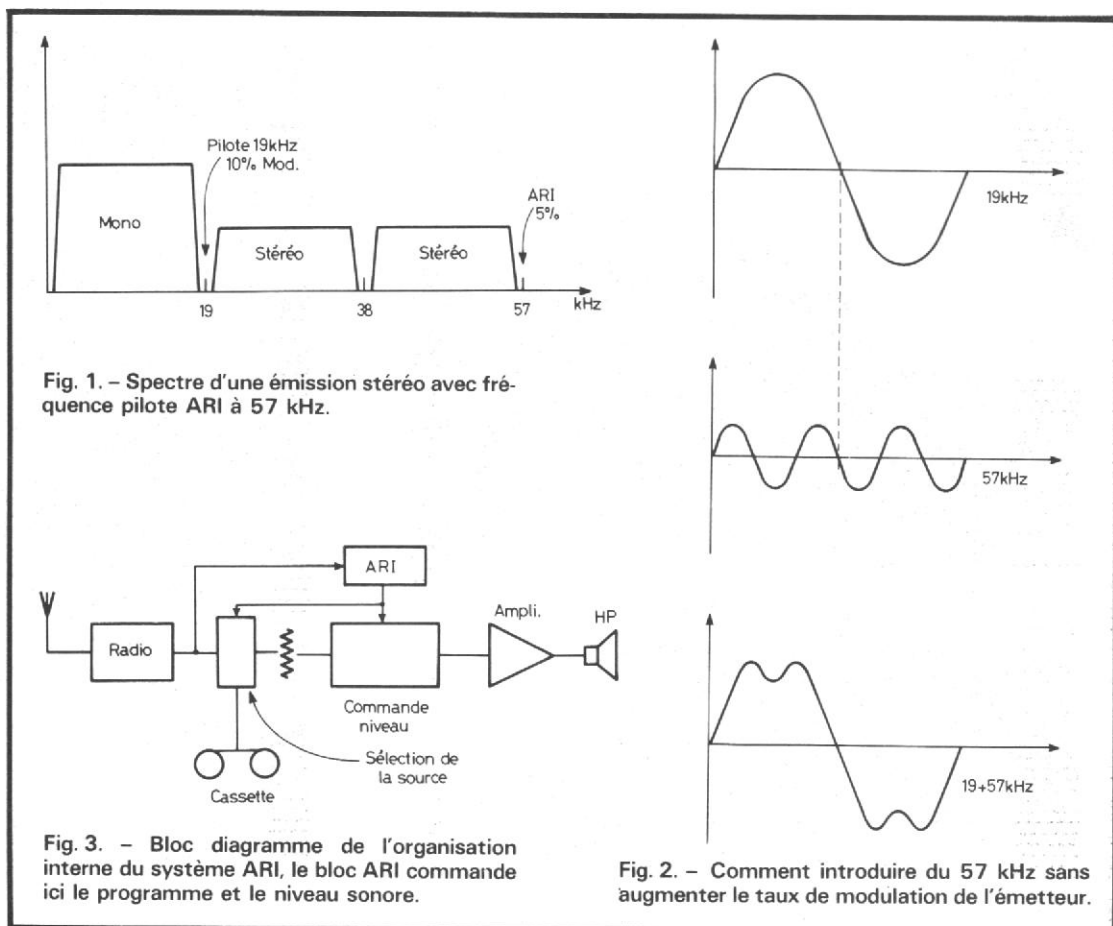 Pilote 19kHz
10% Mod.
ARI
5%
Mono
Stéréo
Stéréo
19
38
57
kHz
Fig. 1. – Spectre d'une émission stéréo avec fré-
quence pilote ARI à 57 kHz.
ARI
Radio
Ampli.
HP
Commande
niveau
Sélection de
la source
Cassette
Fig. 3. – Bloc diagramme de l'organisation
interne du système ARI, le bloc ARI commande
ici le programme et le niveau sonore.
19kHz
57kHz
19+57kHz
Fig. 2. – Comment introduire du 57 kHz sans
augmenter le taux de modulation de l'émetteur.